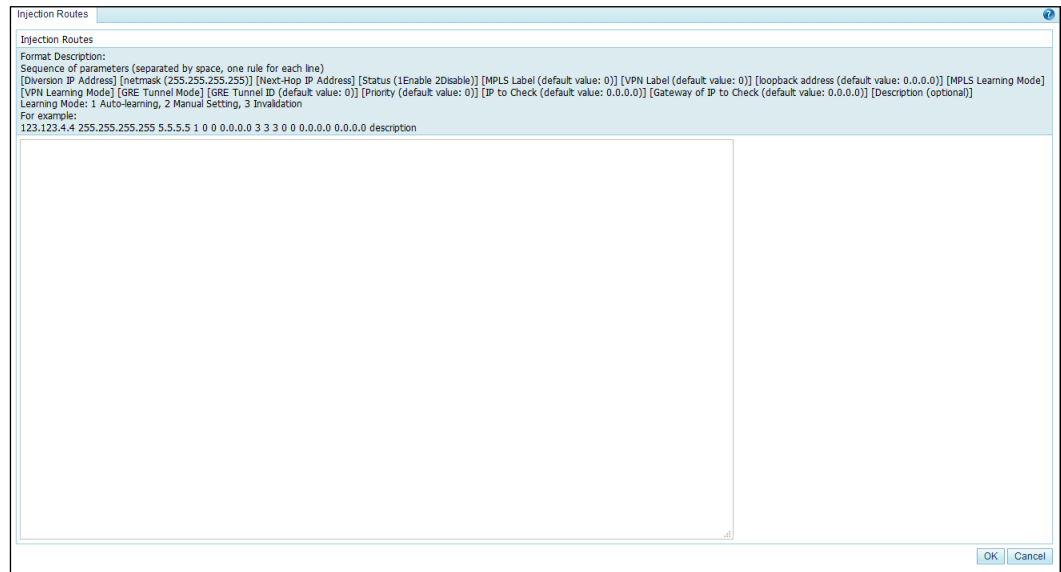 Injection Routes
Injection Routes
Format Description:
Sequence of parameters (separated by space, one rule for each line)
[Diversion IP Address] [netmask (255.255.255.255)] [Next-Hop IP Address] [Status (1Enable 2Disable)] [MPLS Label (default value: 0)] [VPN Label (default value: 0)] [loopback address (default value: 0.0.0.0)] [MPLS Learning Mode]
[VPN Learning Mode] [GRE Tunnel Mode] [GRE Tunnel ID (default value: 0)] [Priority (default value: 0)] [IP to Check (default value: 0.0.0.0)] [Gateway of IP to Check (default value: 0.0.0.0)] [Description (optional)]
Learning Mode: 1 Auto-learning, 2 Manual Setting, 3 Invalidation
For example:
123.123.4.4 255.255.255.255 5.5.5.5 1 0 0 0.0.0.0 3 3 3 0 0 0.0.0.0 0.0.0.0 description
OK Cancel